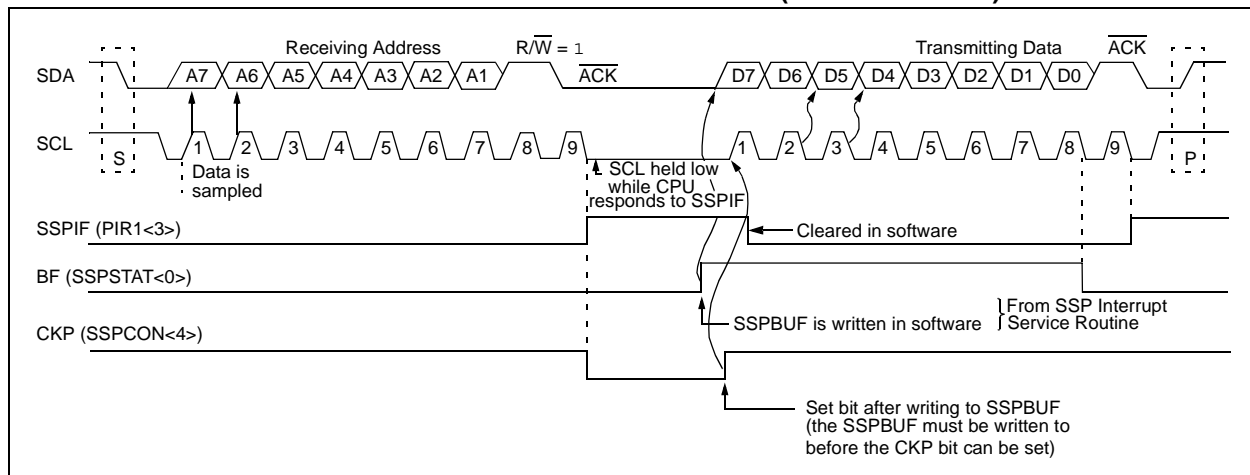 Receiving Address R/W = 1 Transmitting Data ACK
SDA A7 A6 A5 A4 A3 A2 A1 ACK D7 D6 D5 D4 D3 D2 D1 D0
SCL S 1 2 3 4 5 6 7 8 9 1 2 3 4 5 6 7 8 9 P
Data is
sampled
SCL held low
while CPU
responds to SSPIF
SSPIF (PIR1<3>)
Cleared in software
BF (SSPSTAT<0>)
SSPBUF is written in software
From SSP Interrupt
Service Routine
CKP (SSPCON<4>)
Set bit after writing to SSPBUF
(the SSPBUF must be written to
before the CKP bit can be set)